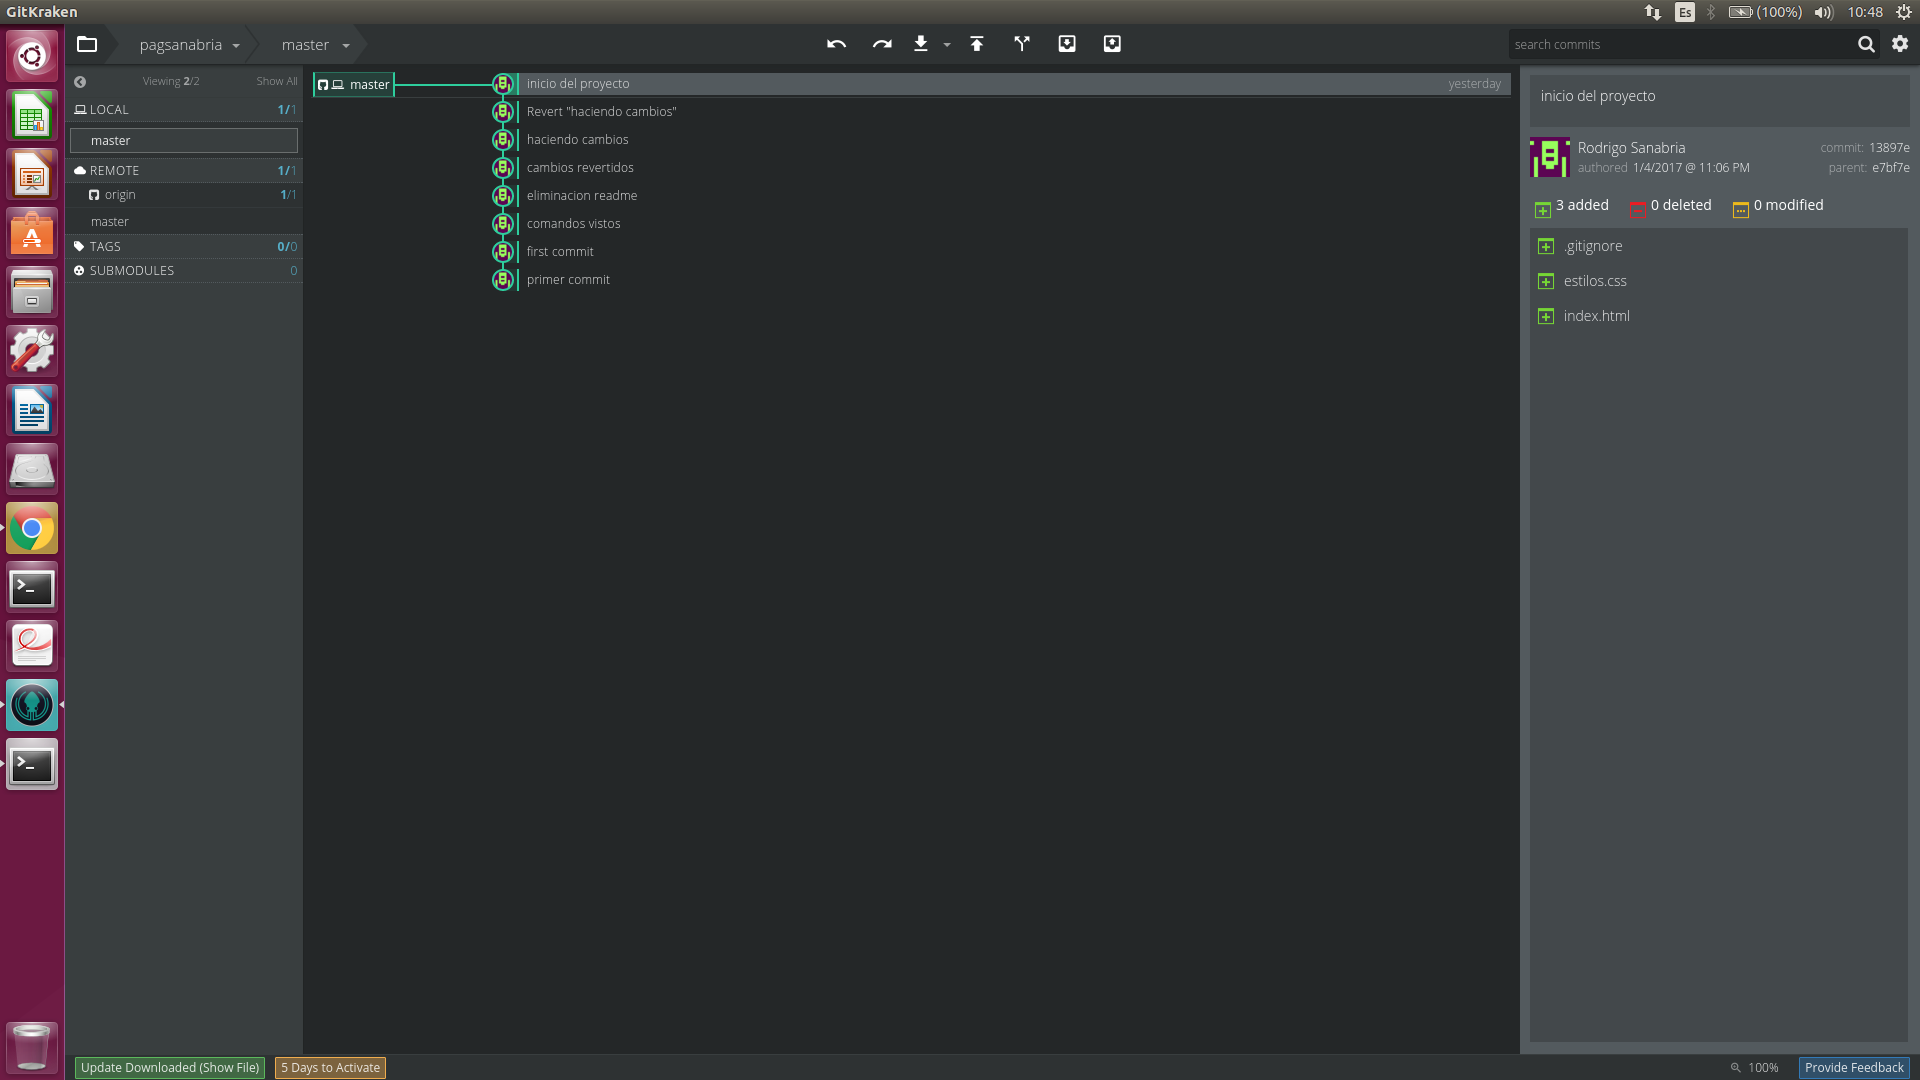 GitKraken
Es
(100%)
10:48
pagsanabria
master
search commits
Viewing 2/2
Show All
LOCAL 1/1
master
REMOTE 1/1
origin 1/1
master
TAGS 0/0
SUBMODULES 0
master
inicio del proyecto yesterday
Revert "haciendo cambios"
haciendo cambios
cambios revertidos
eliminacion readme
comandos vistos
first commit
primer commit
inicio del proyecto
Rodrigo Sanabria
commit: 13897e
authored 1/4/2017 @ 11:06 PM
parent: e7bf7e
3 added
0 deleted
0 modified
.gitignore
estilos.css
index.html
Update Downloaded (Show File)
5 Days to Activate
100%
Provide Feedback